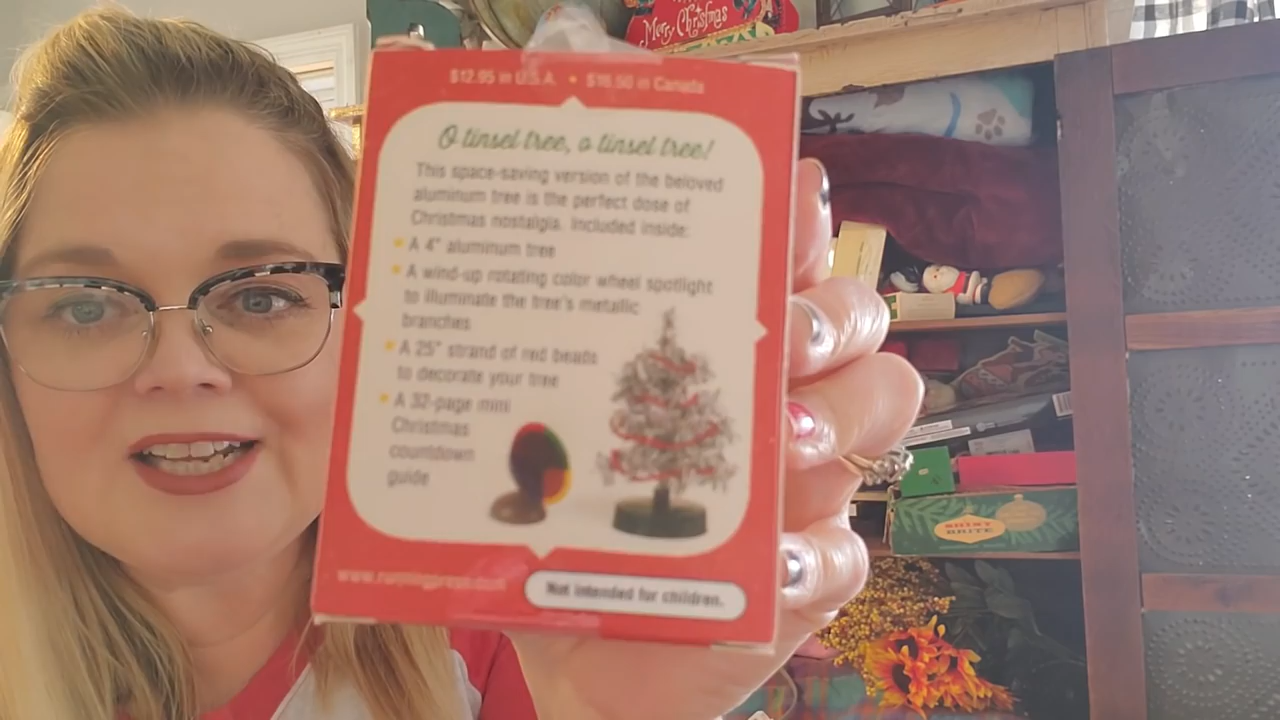 Merry Christmas
$12.95 in U.S.A. • $16.50 in Canada
O tinsel tree, o tinsel tree!
This space-saving version of the beloved
aluminum tree is the perfect dose of
Christmas nostalgia. Included inside:
A 4" aluminum tree
A wind-up rotating color wheel spotlight
to illuminate the tree's metallic
branches
A 25" strand of red beads
to decorate your tree
A 32-page mini
Christmas
countdown
guide
www.runningpress.com
Not intended for children.
SHINY
BRITE